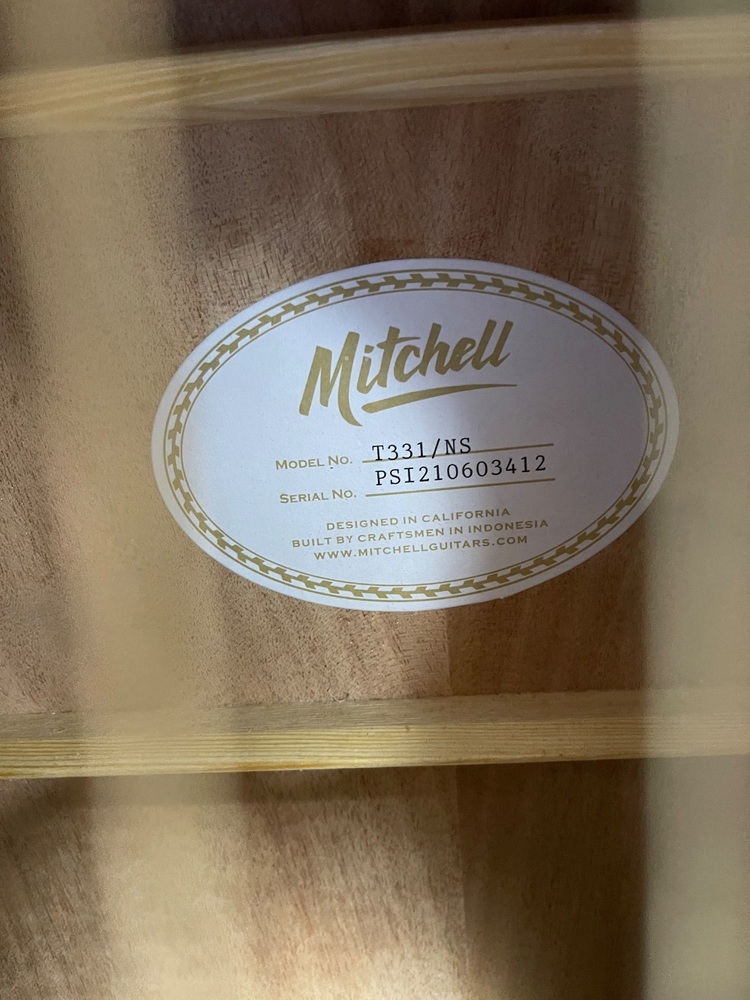 Mitchell
MODEL NO. T331/NS
SERIAL NO. PSI210603412
DESIGNED IN CALIFORNIA
BUILT BY CRAFTSMEN IN INDONESIA
WWW.MITCHELLGUITARS.COM